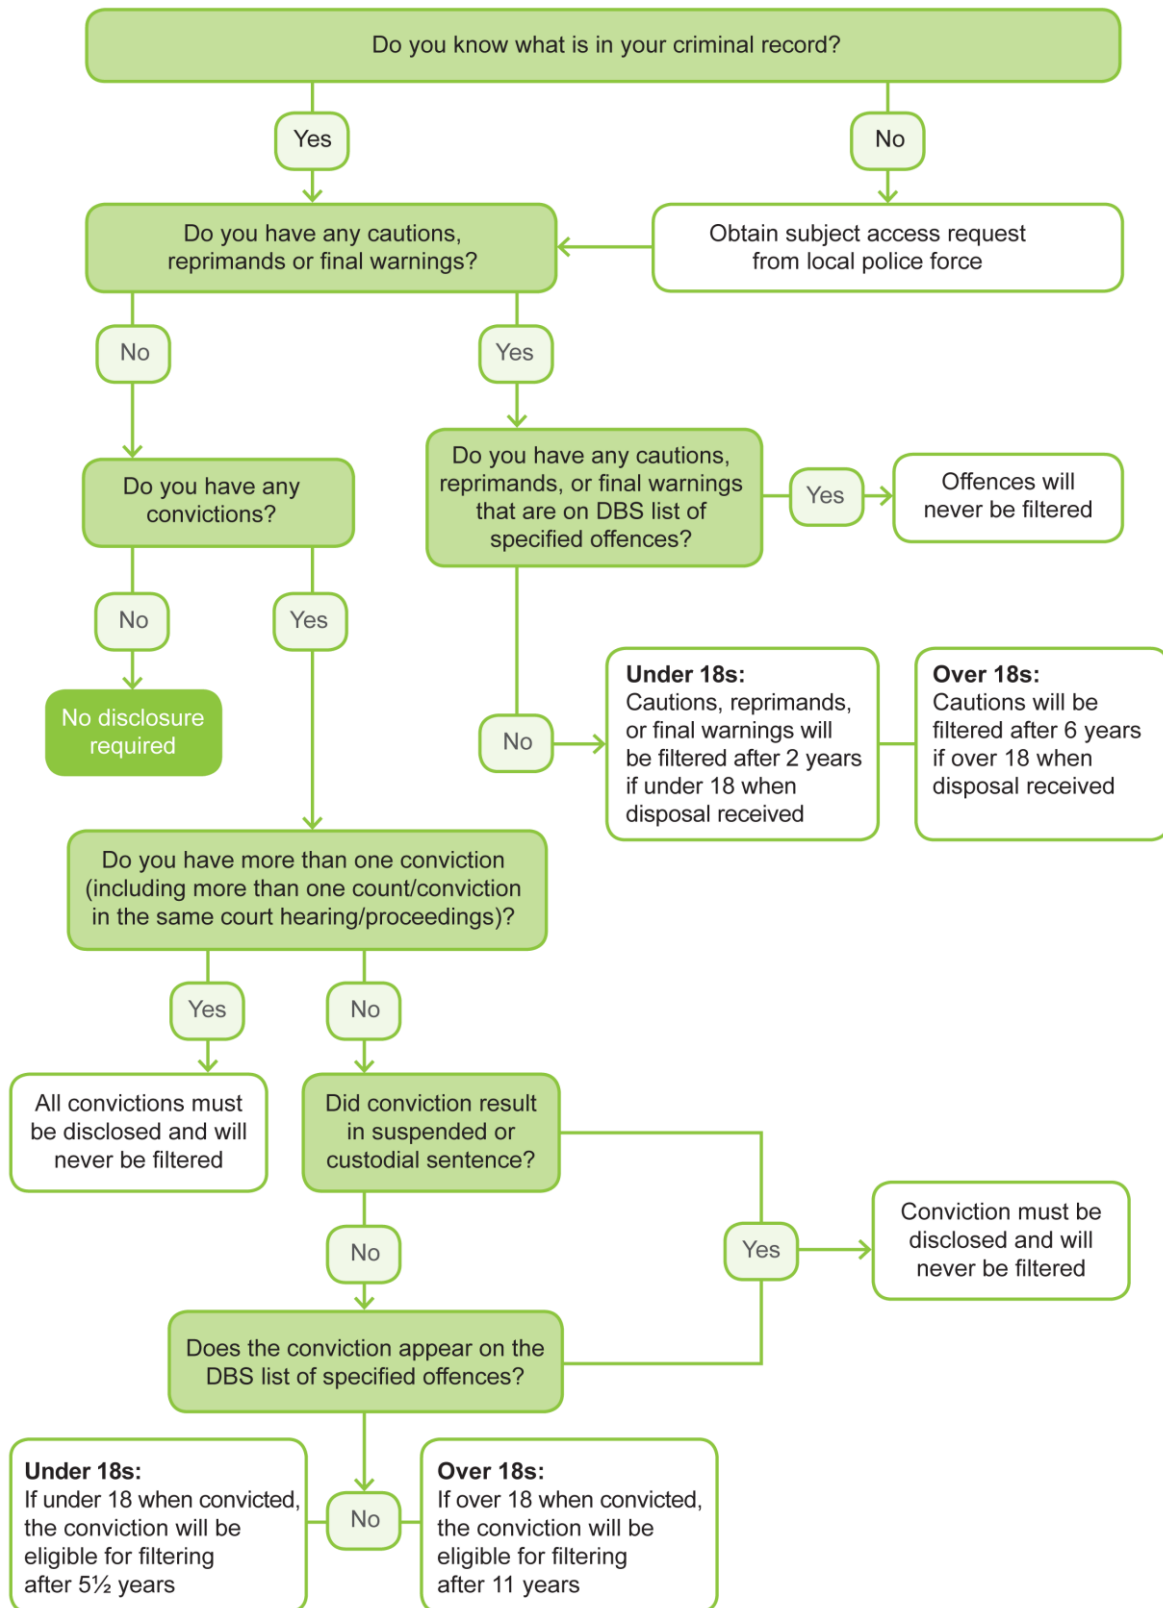 Do you know what is in your criminal record?
Yes
No
Do you have any cautions,
reprimands or final warnings?
Obtain subject access request
from local police force
No
Yes
Do you have any
convictions?
Do you have any cautions,
reprimands, or final warnings
that are on DBS list of
specified offences?
Yes
Offences will
never be filtered
No
Yes
No disclosure
required
No
Under 18s:
Cautions, reprimands,
or final warnings will
be filtered after 2 years
if under 18 when
disposal received
Over 18s:
Cautions will be
filtered after 6 years
if over 18 when
disposal received
Do you have more than one conviction
(including more than one count/conviction
in the same court hearing/proceedings)?
Yes
No
All convictions must
be disclosed and will
never be filtered
Did conviction result
in suspended or
custodial sentence?
No
Yes
Conviction must be
disclosed and will
never be filtered
Does the conviction appear on the
DBS list of specified offences?
Under 18s:
If under 18 when convicted,
the conviction will be
eligible for filtering
after 5½ years
No
Over 18s:
If over 18 when convicted,
the conviction will be
eligible for filtering
after 11 years